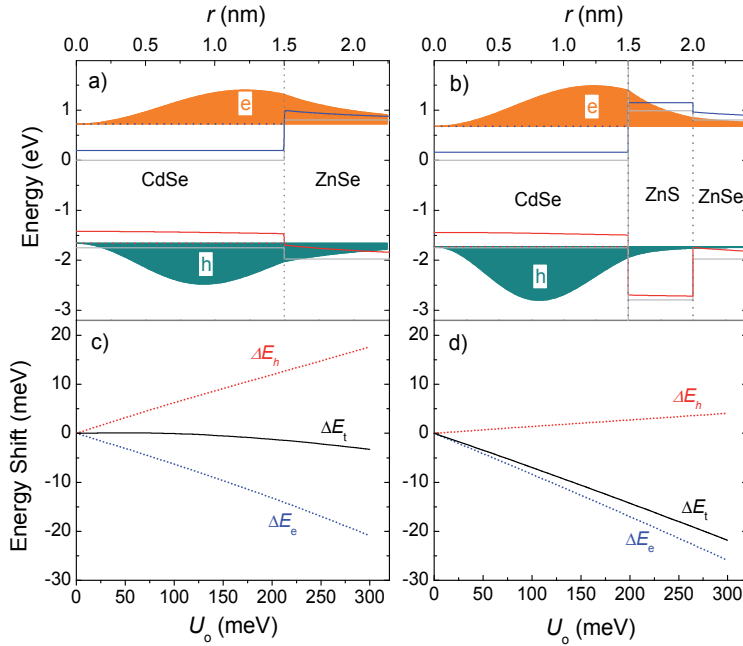 r (nm)
r (nm)
0.0 0.5 1.0 1.5 2.0
0.0 0.5 1.0 1.5 2.0
a)
b)
e
e
1
0
-1
-2
-3
Energy (eV)
CdSe
ZnSe
CdSe
ZnS
ZnSe
h
h
c)
d)
20
10
0
-10
-20
-30
Energy Shift (meV)
ΔE_h
ΔE_t
ΔE_e
ΔE_h
ΔE_t
ΔE_e
0 50 100 150 200 250 300
0 50 100 150 200 250 300
U_o (meV)
U_o (meV)